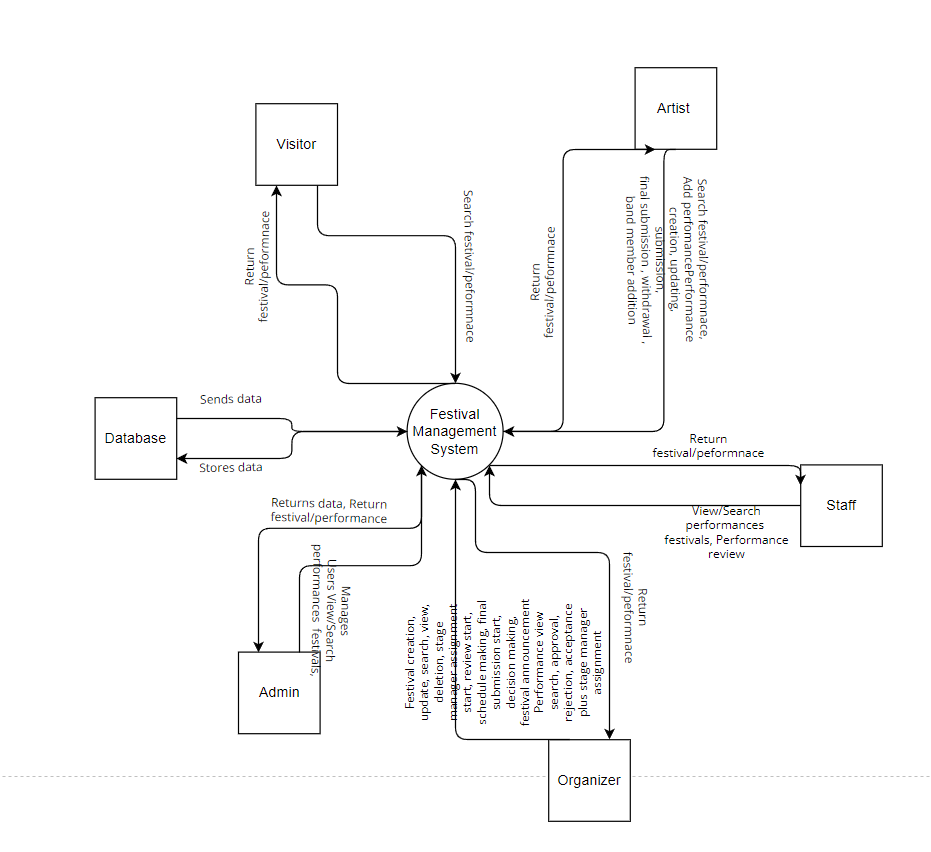 Artist
Visitor
Search festival/performnace,
Add performancePerformance
creation, updating,
submission,
final submission , withdrawal ,
band member addition
Search festival/peformnace
Return
festival/peformnace
Return
festival/peformnace
Sends data
Database
Stores data
Festival
Management
System
Return
festival/peformnace
Staff
View/Search
performances
festivals, Performance
review
Returns data, Return
festival/performance
Manages
Users View/Search
performances  festivals,
Admin
Festival creation,
update, search, view,
deletion, stage
manager assignment
start, review start,
schedule making, final
submission start,
decision making,
festival announcement
Performance view
search, approval,
rejection, acceptance
plus stage manager
assignment
Return
festival/peformnace
Organizer